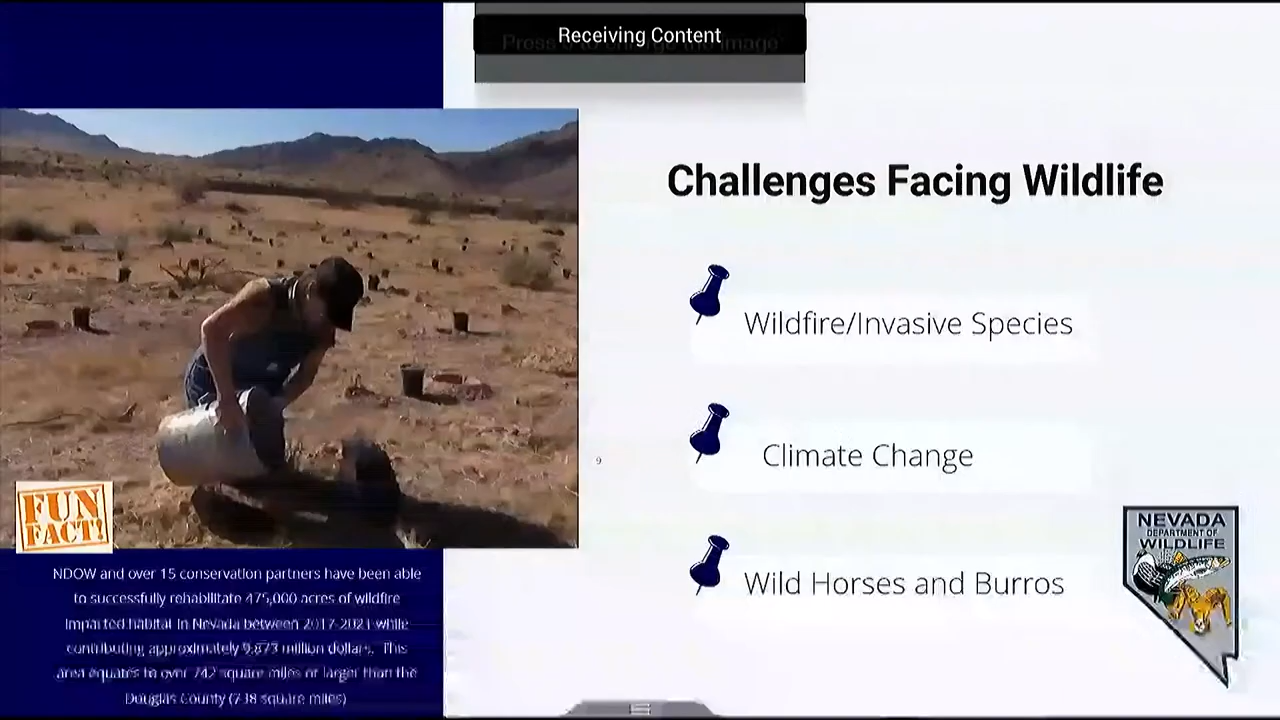 Receiving Content
Challenges Facing Wildlife
Wildfire/Invasive Species
9
Climate Change
Wild Horses and Burros
NEVADA
DEPARTMENT OF
WILDLIFE
FUN
FACT!
NDOW and over 15 conservation partners have been able
to successfully rehabilitate 475,000 acres of wildfire
impacted habitat in Nevada between 2017-2021 while
contributing approximately 9.873 million dollars. This
area equates to over 742 square miles or larger than the
Douglas County (738 square miles)